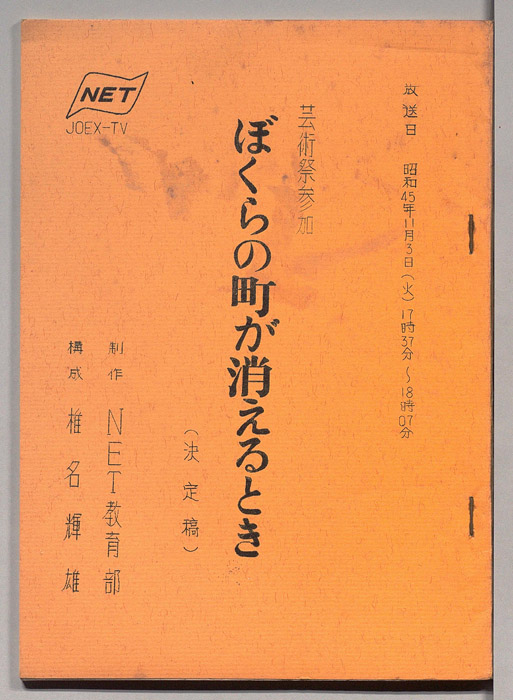 NET
JOEX-TV
放送日 昭和45年11月3日(火)17時37分~18時07分
芸術祭参加
ぼくらの町が消えるとき
(決定稿)
制作 NET教育部
構成 椎名輝雄